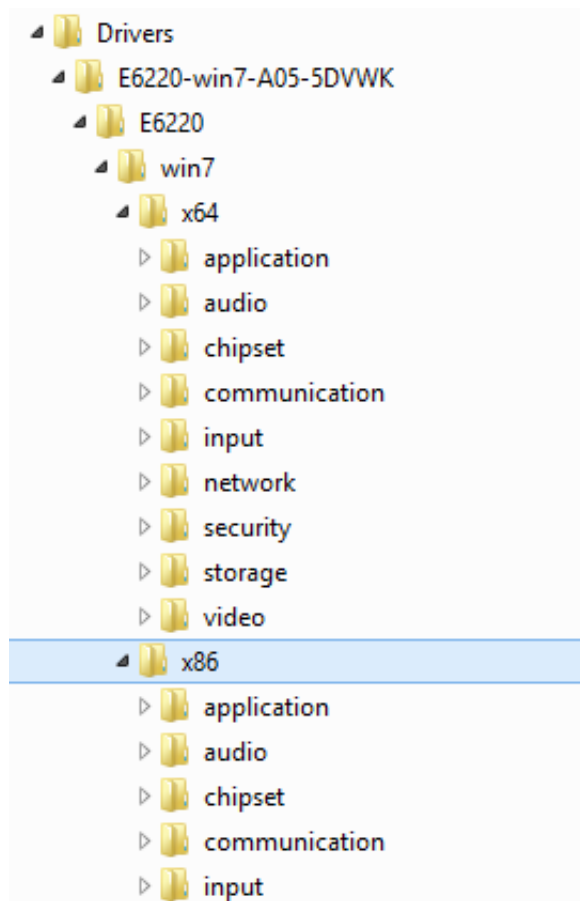 Drivers
E6220-win7-A05-5DVWK
E6220
win7
x64
application
audio
chipset
communication
input
network
security
storage
video
x86
application
audio
chipset
communication
input